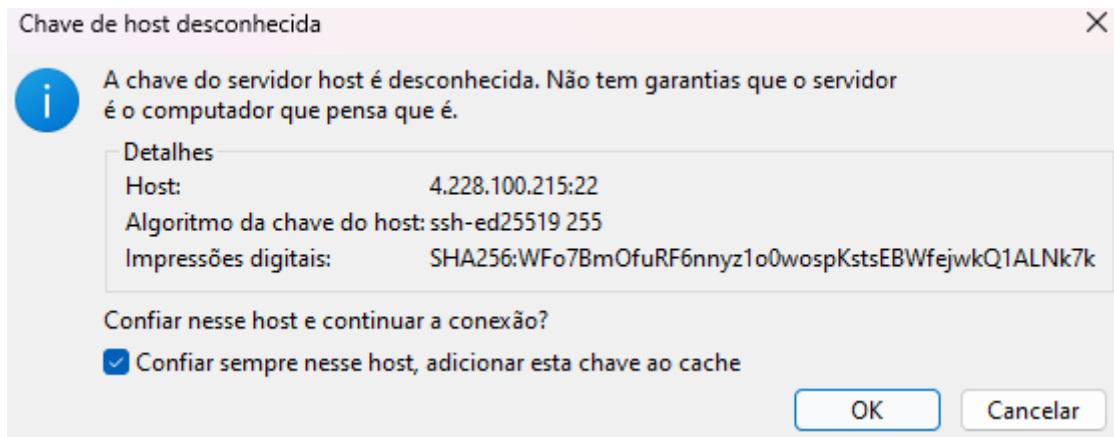 Chave de host desconhecida
A chave do servidor host é desconhecida. Não tem garantias que o servidor
é o computador que pensa que é.
Detalhes
Host: 4.228.100.215:22
Algoritmo da chave do host: ssh-ed25519 255
Impressões digitais: SHA256:WFo7BmOfuRF6nnyz1o0wospKstsEBWfejwkQ1ALNk7k
Confiar nesse host e continuar a conexão?
Confiar sempre nesse host, adicionar esta chave ao cache
OK Cancelar